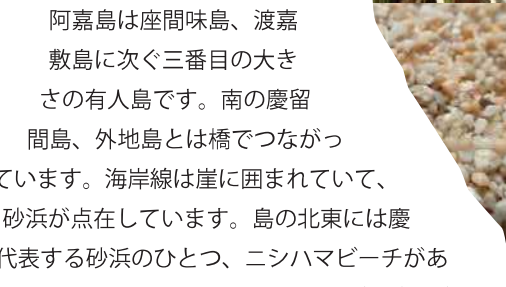 阿嘉島は座間味島、渡嘉
敷島に次ぐ三番目の大き
さの有人島です。南の慶留
間島、外地島とは橋でつながっ
ています。海岸線は崖に囲まれていて、
砂浜が点在しています。島の北東には慶
代表する砂浜のひとつ、ニシハマビーチがあ